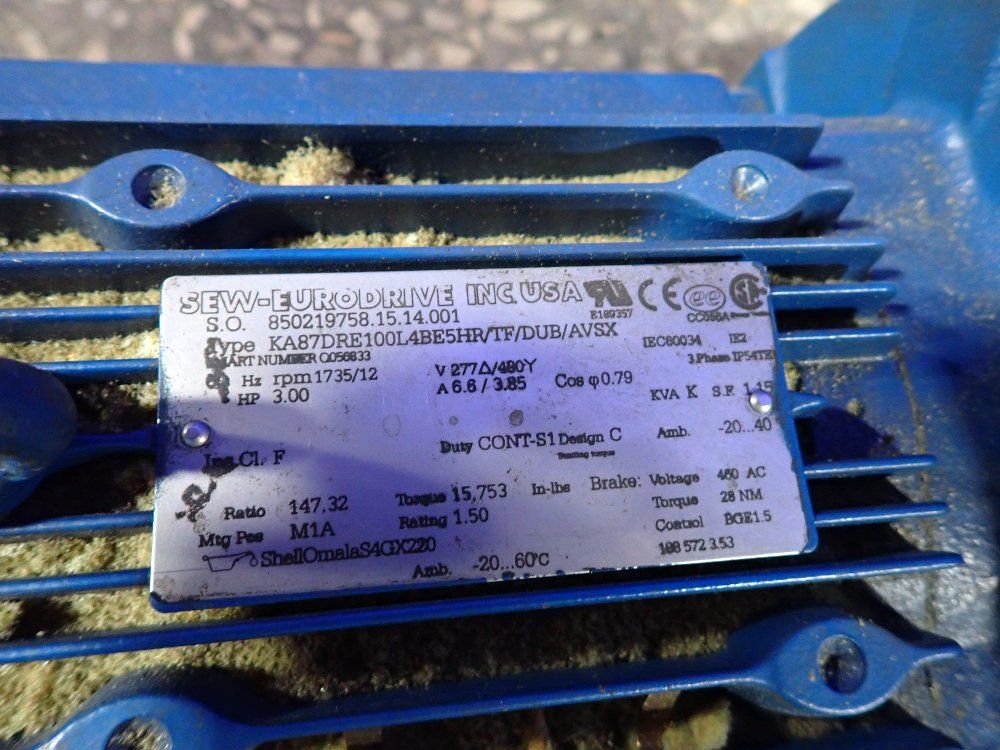 SEW-EURODRIVE INC. USA
E189357
CC056A
S.O. 850219758.15.14.001
Type KA87DRE100L4BE5HR/TF/DUB/AVSX
IEC60034 IE2
PART NUMBER Q056833
3.Phase IP54
Hz rpm 1735/12 V 277Δ/480Y
HP 3.00 A 6.6 / 3.85 Cos φ 0.79 KVA K S.F. 1.15
Duty CONT-S1 Design C Amb. -20...40
Starting torque
Ins.Cl. F
Ratio 147,32 Torque 15,753 In-lbs Brake: Voltage 460 AC
Mtg Pos M1A Rating 1.50 Torque 28 NM
Control BGE1.5
ShellOmalaS4GX220 Amb. -20...60°C 188 572 3.53